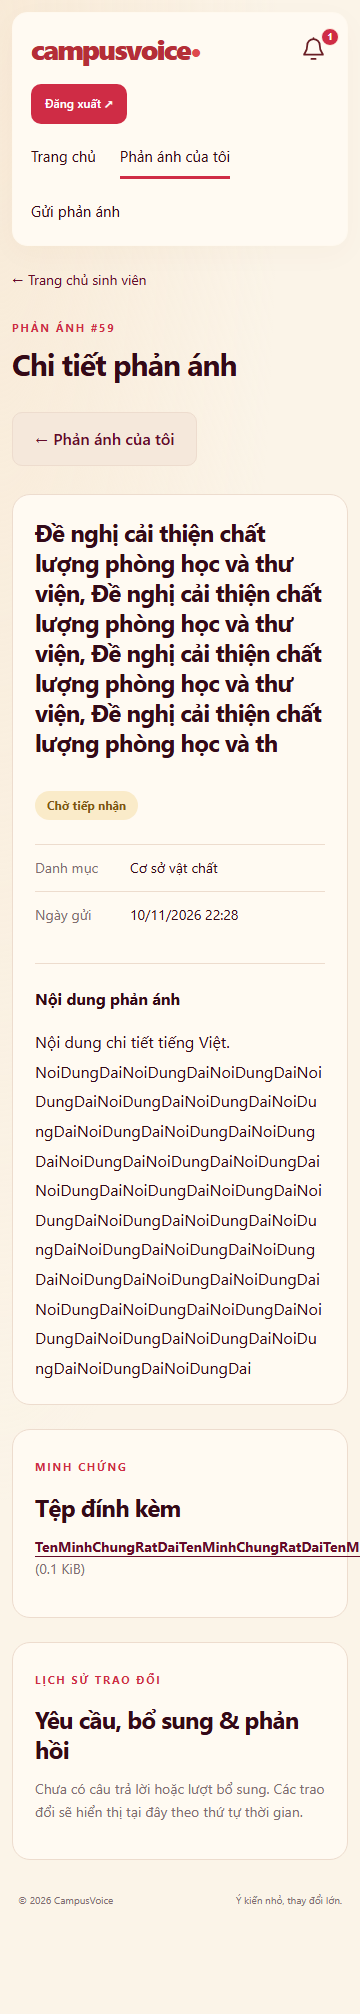 campusvoice
1
Đăng xuất ↗
Trang chủ Phản ánh của tôi
Gửi phản ánh
← Trang chủ sinh viên
PHẢN ÁNH #59
Chi tiết phản ánh
← Phản ánh của tôi
Đề nghị cải thiện chất
lượng phòng học và thư
viện, Đề nghị cải thiện chất
lượng phòng học và thư
viện, Đề nghị cải thiện chất
lượng phòng học và thư
viện, Đề nghị cải thiện chất
lượng phòng học và th
Chờ tiếp nhận
Danh mục Cơ sở vật chất
Ngày gửi 10/11/2026 22:28
Nội dung phản ánh
Nội dung chi tiết tiếng Việt.
NoiDungDaiNoiDungDaiNoiDungDaiNoi
DungDaiNoiDungDaiNoiDungDaiNoiDu
ngDaiNoiDungDaiNoiDungDaiNoiDung
DaiNoiDungDaiNoiDungDaiNoiDungDai
NoiDungDaiNoiDungDaiNoiDungDaiNoi
DungDaiNoiDungDaiNoiDungDaiNoiDu
ngDaiNoiDungDaiNoiDungDaiNoiDung
DaiNoiDungDaiNoiDungDaiNoiDungDai
NoiDungDaiNoiDungDaiNoiDungDaiNoi
DungDaiNoiDungDaiNoiDungDaiNoiDu
ngDaiNoiDungDaiNoiDungDai
MINH CHỨNG
Tệp đính kèm
TenMinhChungRatDaiTenMinhChungRatDaiTenM
(0.1 KiB)
LỊCH SỬ TRAO ĐỔI
Yêu cầu, bổ sung & phản
hồi
Chưa có câu trả lời hoặc lượt bổ sung. Các trao
đổi sẽ hiển thị tại đây theo thứ tự thời gian.
© 2026 CampusVoice Ý kiến nhỏ, thay đổi lớn.